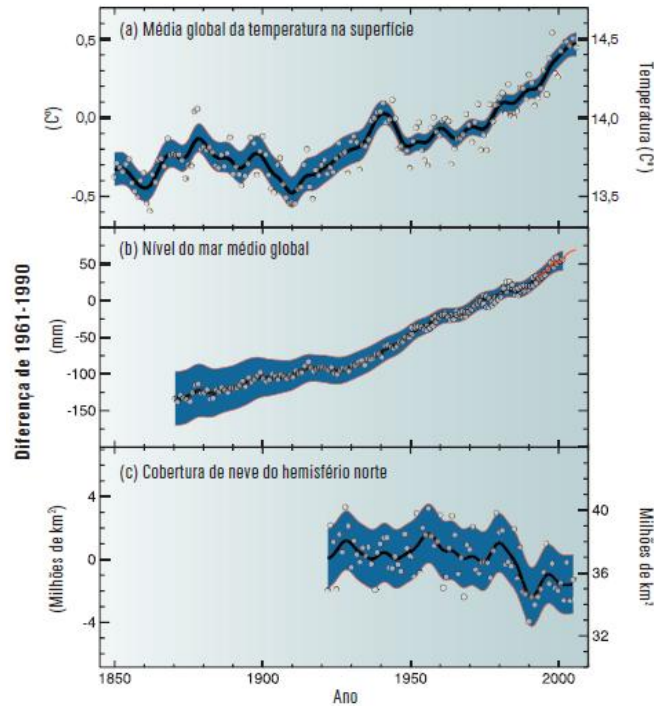 (a) Média global da temperatura na superfície
0,5
0,0
-0,5
(C⁰)
14,5
14,0
13,5
Temperatura (C⁰)
(b) Nível do mar médio global
50
0
-50
-100
-150
(mm)
Diferença de 1961-1990
(c) Cobertura de neve do hemisfério norte
4
0
-4
(Milhões de km²)
40
36
32
Milhões de km²
1850
1900
1950
2000
Ano